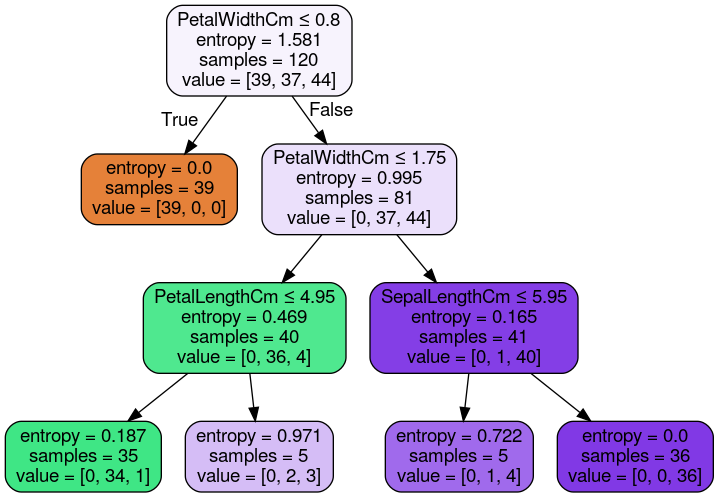 PetalWidthCm ≤ 0.8
entropy = 1.581
samples = 120
value = [39, 37, 44]
True
False
entropy = 0.0
samples = 39
value = [39, 0, 0]
PetalWidthCm ≤ 1.75
entropy = 0.995
samples = 81
value = [0, 37, 44]
PetalLengthCm ≤ 4.95
entropy = 0.469
samples = 40
value = [0, 36, 4]
SepalLengthCm ≤ 5.95
entropy = 0.165
samples = 41
value = [0, 1, 40]
entropy = 0.187
samples = 35
value = [0, 34, 1]
entropy = 0.971
samples = 5
value = [0, 2, 3]
entropy = 0.722
samples = 5
value = [0, 1, 4]
entropy = 0.0
samples = 36
value = [0, 0, 36]